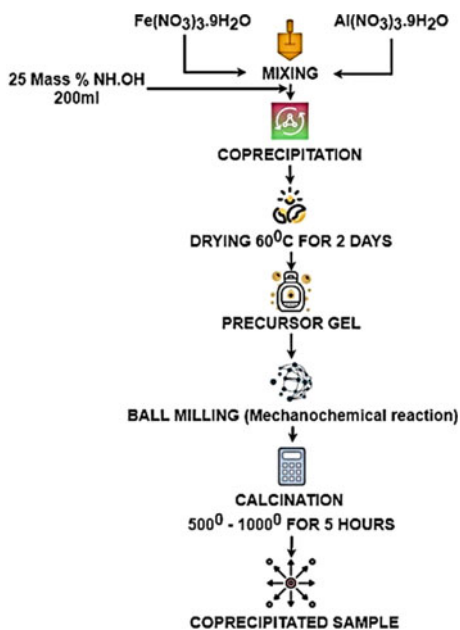 Fe(NO3)3.9H2O
Al(NO3)3.9H2O
MIXING
25 Mass % NH.OH
200ml
COPRECIPITATION
DRYING 60⁰C FOR 2 DAYS
PRECURSOR GEL
BALL MILLING (Mechanochemical reaction)
CALCINATION
500⁰ - 1000⁰ FOR 5 HOURS
COPRECIPITATED SAMPLE